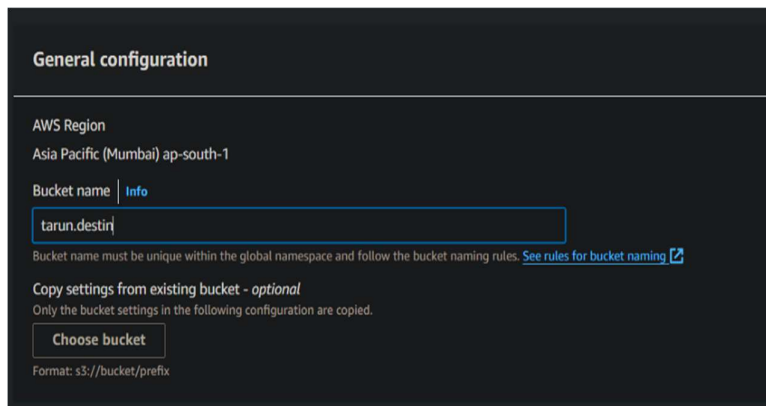 General configuration
AWS Region
Asia Pacific (Mumbai) ap-south-1
Bucket name Info
tarun.destin
Bucket name must be unique within the global namespace and follow the bucket naming rules. See rules for bucket naming
Copy settings from existing bucket - optional
Only the bucket settings in the following configuration are copied.
Choose bucket
Format: s3://bucket/prefix